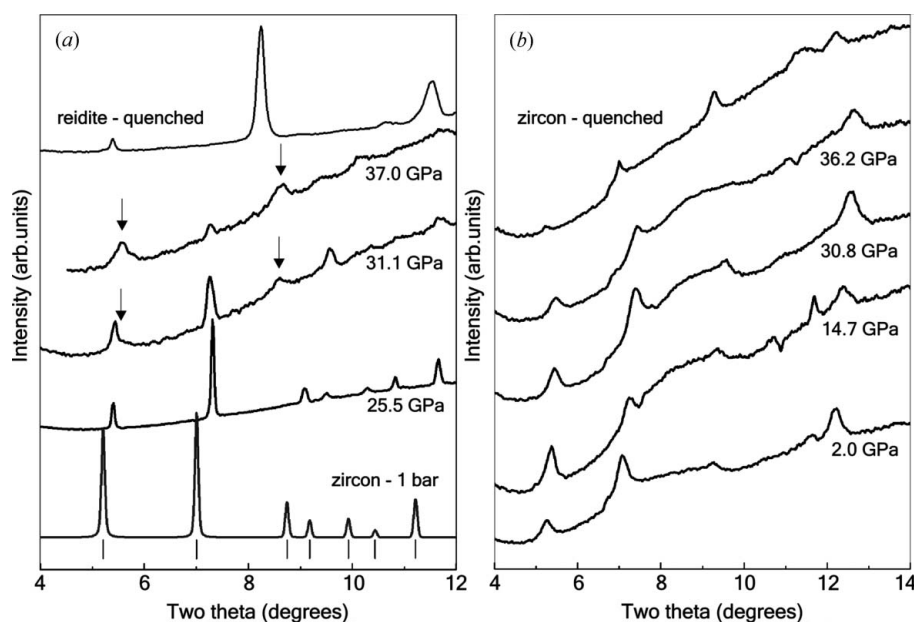 (a)
reidite - quenched
37.0 GPa
31.1 GPa
25.5 GPa
zircon - 1 bar
Intensity (arb.units)
4 6 8 10 12
Two theta (degrees)
(b)
zircon - quenched
36.2 GPa
30.8 GPa
14.7 GPa
2.0 GPa
Intensity (arb.units)
4 6 8 10 12 14
Two theta (degrees)